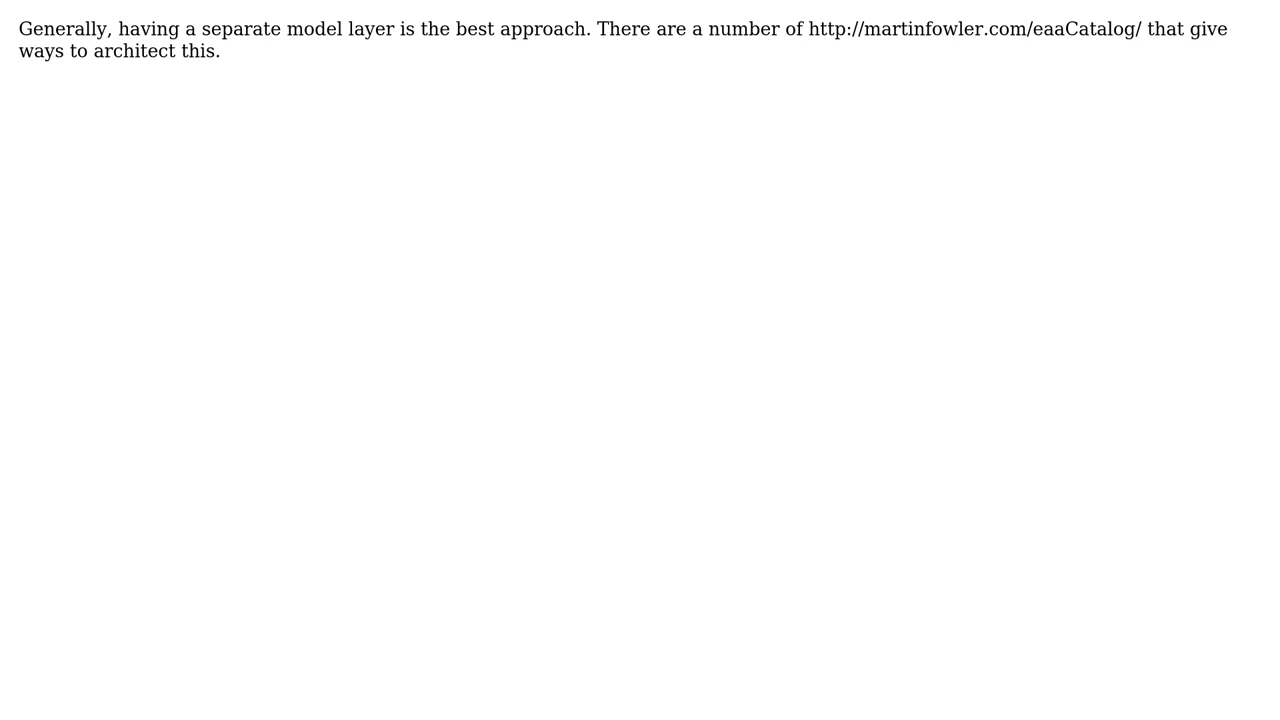 Generally, having a separate model layer is the best approach. There are a number of http://martinfowler.com/eaaCatalog/ that give
ways to architect this.